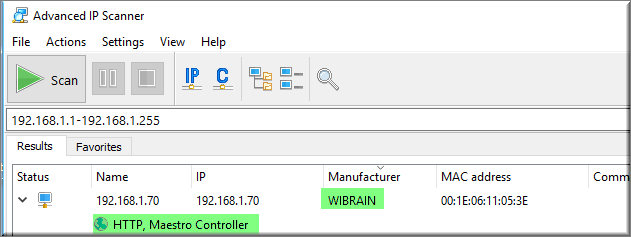 Advanced IP Scanner
File Actions Settings View Help
Scan IP C
192.168.1.1-192.168.1.255
Results Favorites
Status Name IP Manufacturer MAC address Comm
192.168.1.70 192.168.1.70 WIBRAIN 00:1E:06:11:05:3E
HTTP, Maestro Controller